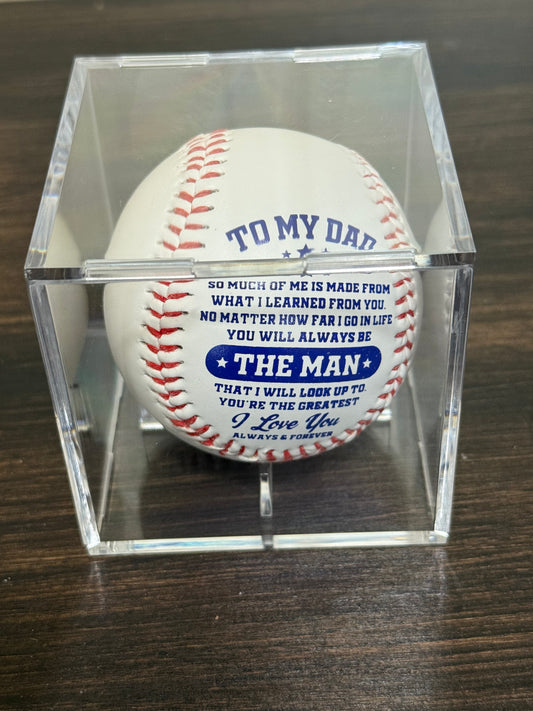 TO MY DAD
SO MUCH OF ME IS MADE FROM
WHAT I LEARNED FROM YOU.
NO MATTER HOW FAR I GO IN LIFE
YOU WILL ALWAYS BE
THE MAN
THAT I WILL LOOK UP TO.
YOU'RE THE GREATEST
I Love You
ALWAYS & FOREVER